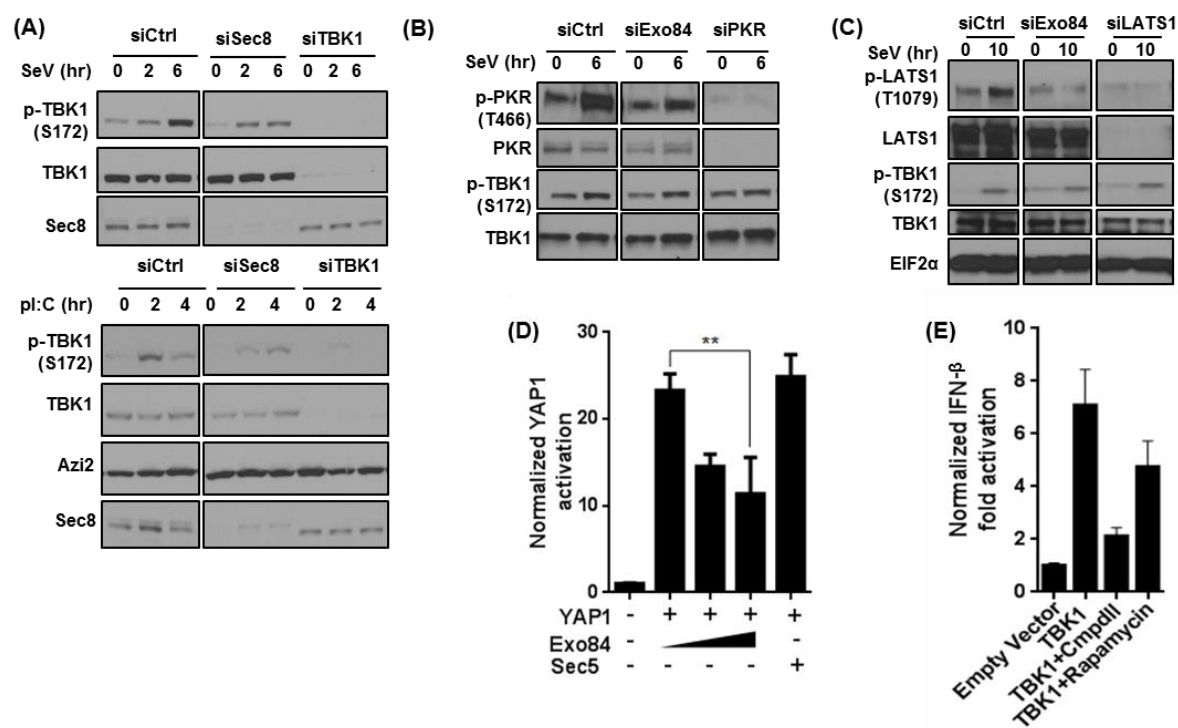 (A)
siCtrl siSec8 siTBK1
SeV (hr) 0 2 6 0 2 6 0 2 6
p-TBK1
(S172)
TBK1
Sec8
siCtrl siSec8 siTBK1
pI:C (hr) 0 2 4 0 2 4 0 2 4
p-TBK1
(S172)
TBK1
Azi2
Sec8
(B)
siCtrl siExo84 siPKR
SeV (hr) 0 6 0 6 0 6
p-PKR
(T466)
PKR
p-TBK1
(S172)
TBK1
(C)
siCtrl siExo84 siLATS1
SeV (hr) 0 10 0 10 0 10
p-LATS1
(T1079)
LATS1
p-TBK1
(S172)
TBK1
EIF2α
(D)
Normalized YAP1
activation
30
20
10
0
**
YAP1 - + + + +
Exo84 - -
Sec5 - - - - +
(E)
Normalized IFN-β
fold activation
10
8
6
4
2
0
Empty Vector
TBK1
TBK1+CmpdII
TBK1+Rapamycin